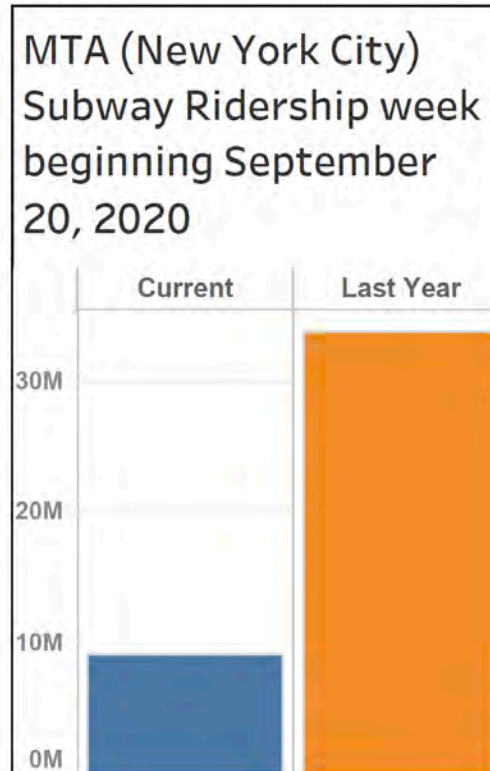 MTA (New York City)
Subway Ridership week
beginning September
20, 2020
Current Last Year
30M
20M
10M
0M